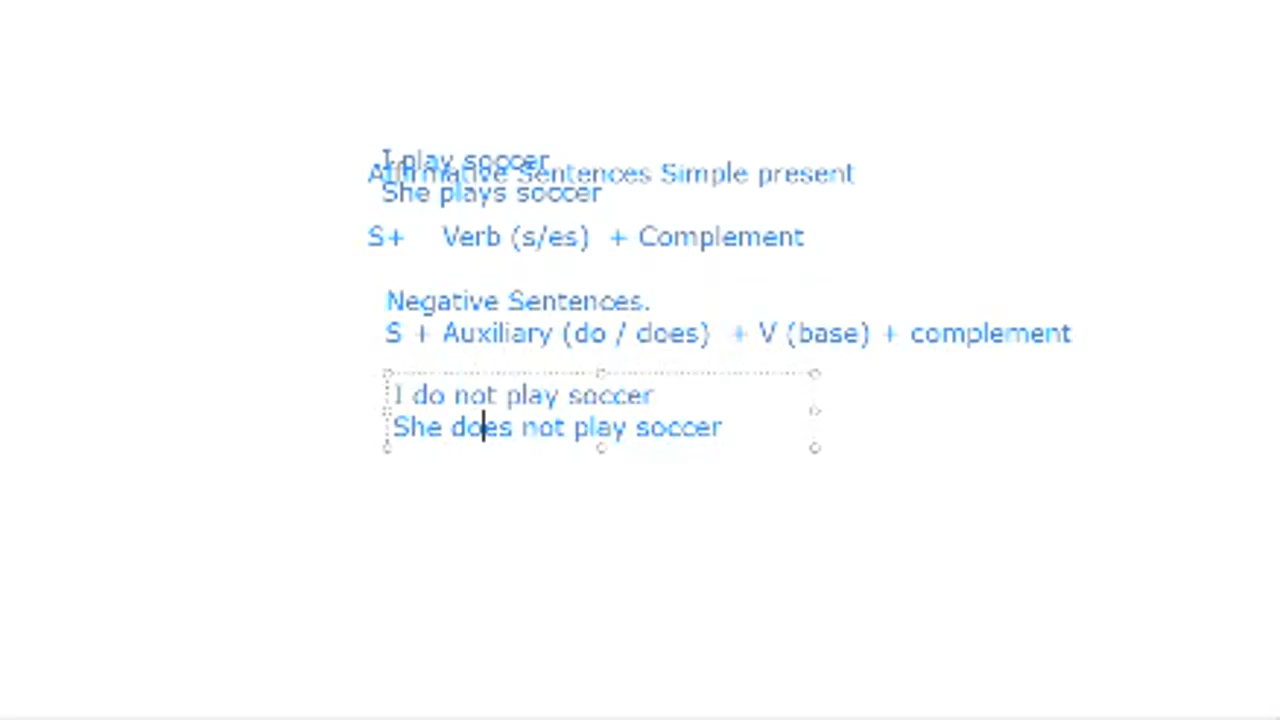 I play soccer
Affirmative Sentences Simple present
She plays soccer
S+ Verb (s/es) + Complement
Negative Sentences.
S + Auxiliary (do / does) + V (base) + complement
I do not play soccer
She does not play soccer